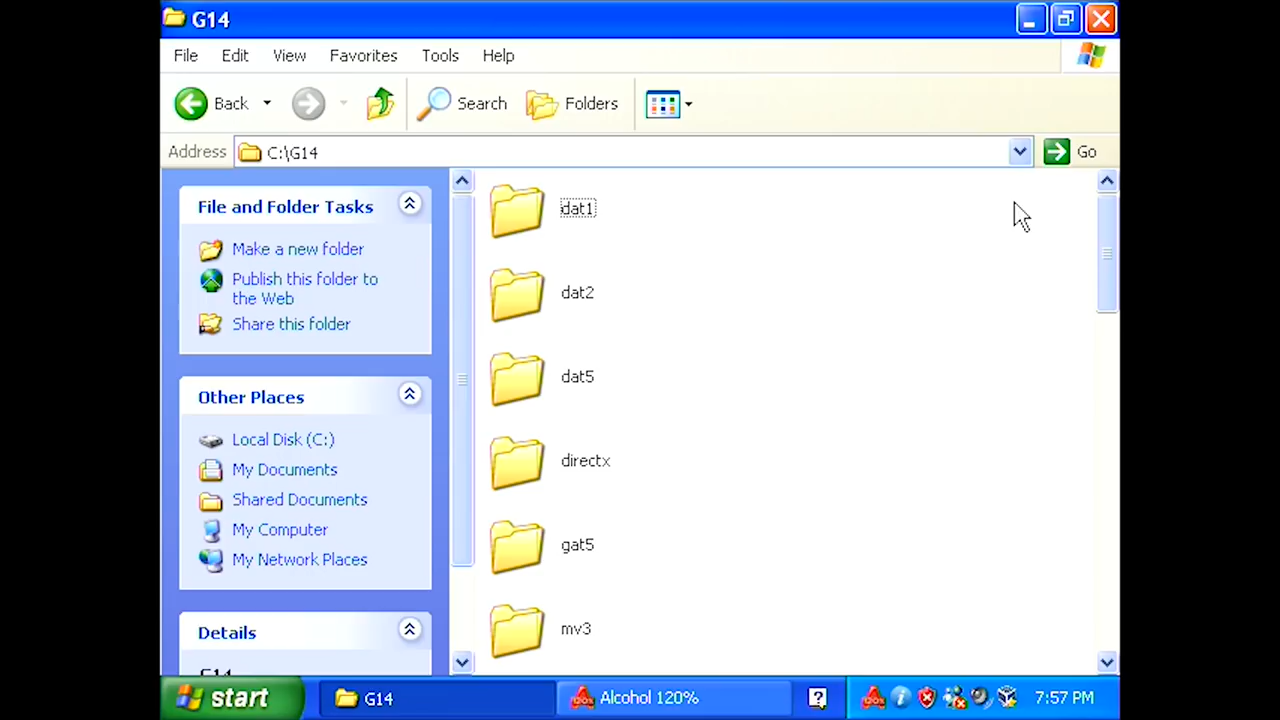 G14
File Edit View Favorites Tools Help
Back Search Folders
Address C:\G14 Go
File and Folder Tasks
Make a new folder
Publish this folder to
the Web
Share this folder
Other Places
Local Disk (C:)
My Documents
Shared Documents
My Computer
My Network Places
Details
G14
dat1
dat2
dat5
directx
gat5
mv3
start G14 Alcohol 120% 7:57 PM